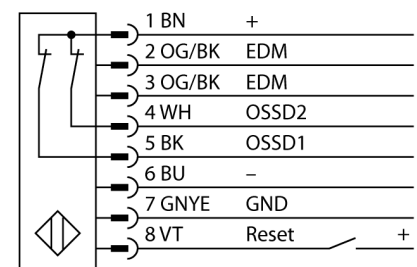 1 BN +
2 OG/BK EDM
3 OG/BK EDM
4 WH OSSD2
5 BK OSSD1
6 BU –
7 GNYE GND
8 VT Reset +